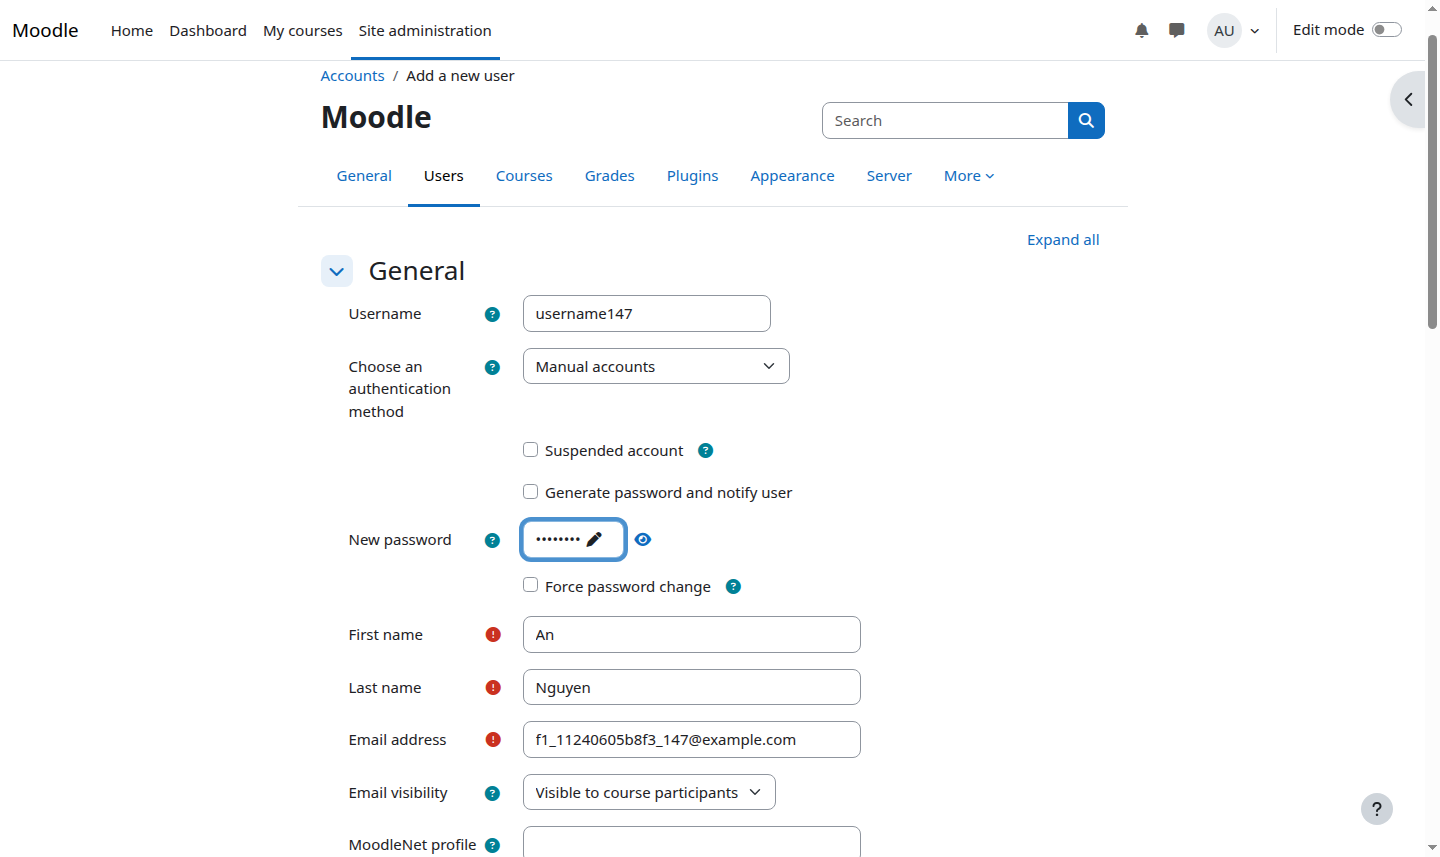 Moodle Home Dashboard My courses Site administration AU Edit mode
Accounts / Add a new user
Moodle
Search
General Users Courses Grades Plugins Appearance Server More
Expand all
General
Username ? username147
Choose an authentication method ? Manual accounts
Suspended account ?
Generate password and notify user
New password ? ••••••••
Force password change ?
First name ! An
Last name ! Nguyen
Email address ! f1_11240605b8f3_147@example.com
Email visibility ? Visible to course participants
MoodleNet profile ?
?